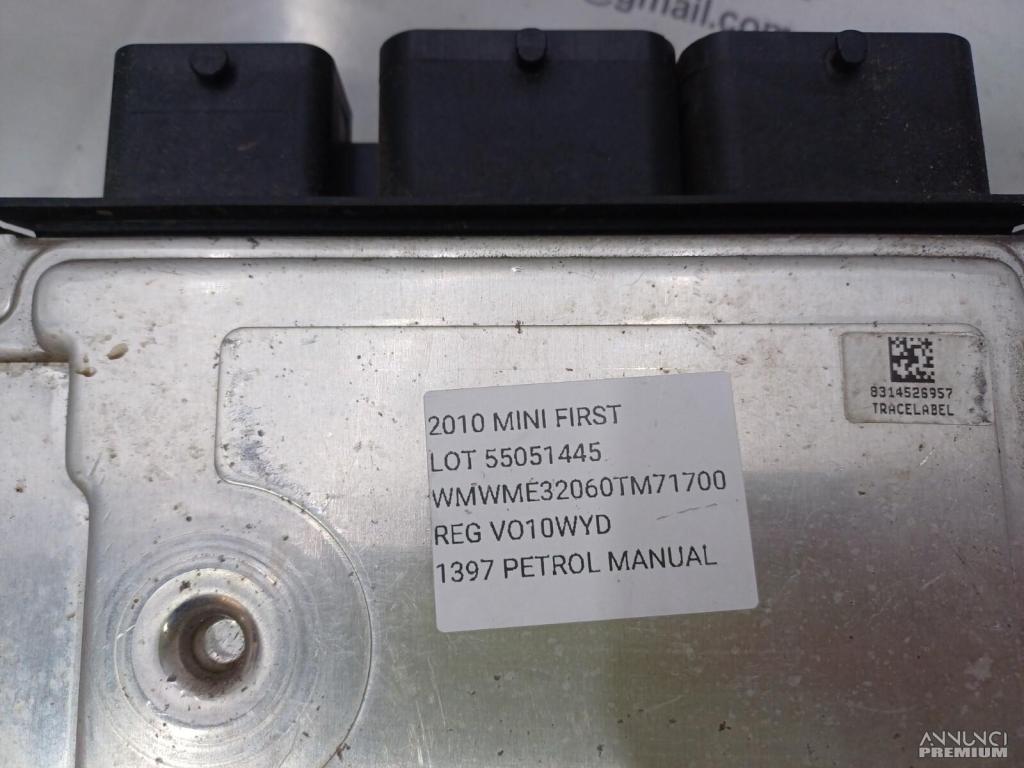 @gmail.com
8314526957
TRACELABEL
2010 MINI FIRST
LOT 55051445
WMWME32060TM71700
REG VO10WYD
1397 PETROL MANUAL
ANNUNCI
PREMIUM